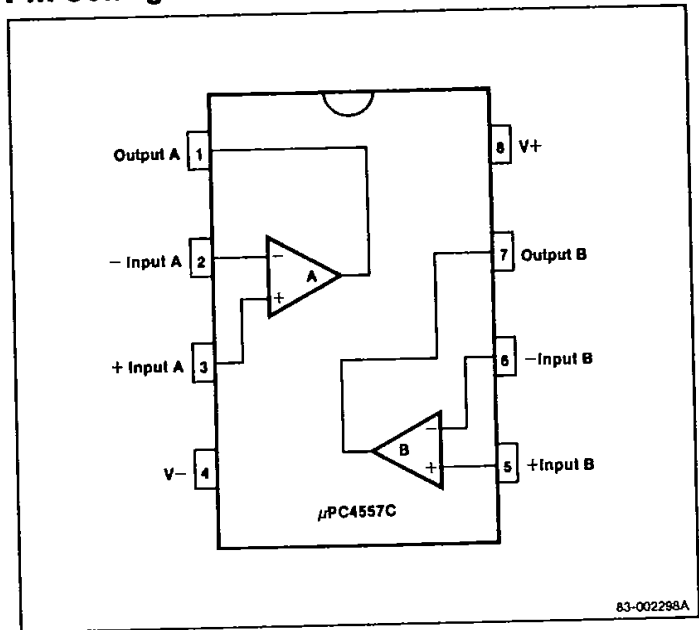 Output A 1
8 V+
− Input A 2
−
A
+
7 Output B
+ Input A 3
6 −Input B
−
B
+
V− 4
5 +Input B
µPC4557C
83-002298A